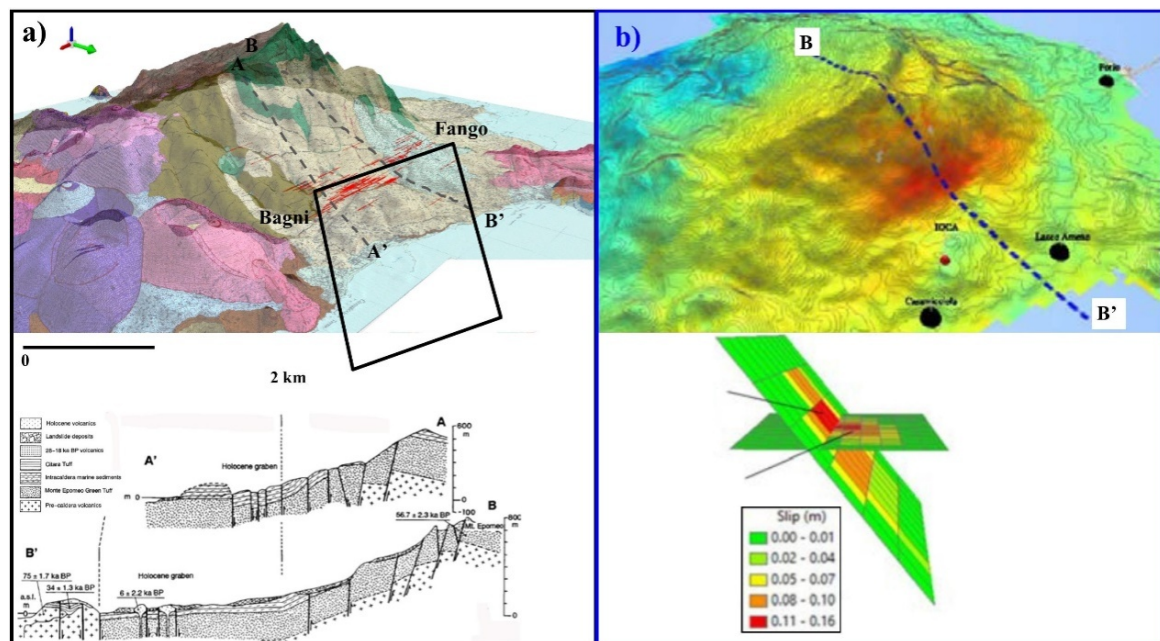 a)
B
A
Fango
Bagni
B'
A'
0
2 km
Holocene volcanics
Landslide deposits
28-18 ka BP volcanics
Citara Tuff
Intracaldera marine sediments
Monte Epomeo Green Tuff
Pre-caldera volcanics
A
600
m
A'
Holocene graben
m 0
0
-100
B
56.7 ± 2.3 ka BP
Mt. Epomeo
800
m
B'
75 ± 1.7 ka BP
34 ± 1.3 ka BP
Holocene graben
6 ± 2.2 ka BP
a.s.l.
m
0
0
b)
B
Forio
IOCA
Lacco Ameno
Casamicciola
B'
Slip (m)
0.00 - 0.01
0.02 - 0.04
0.05 - 0.07
0.08 - 0.10
0.11 - 0.16